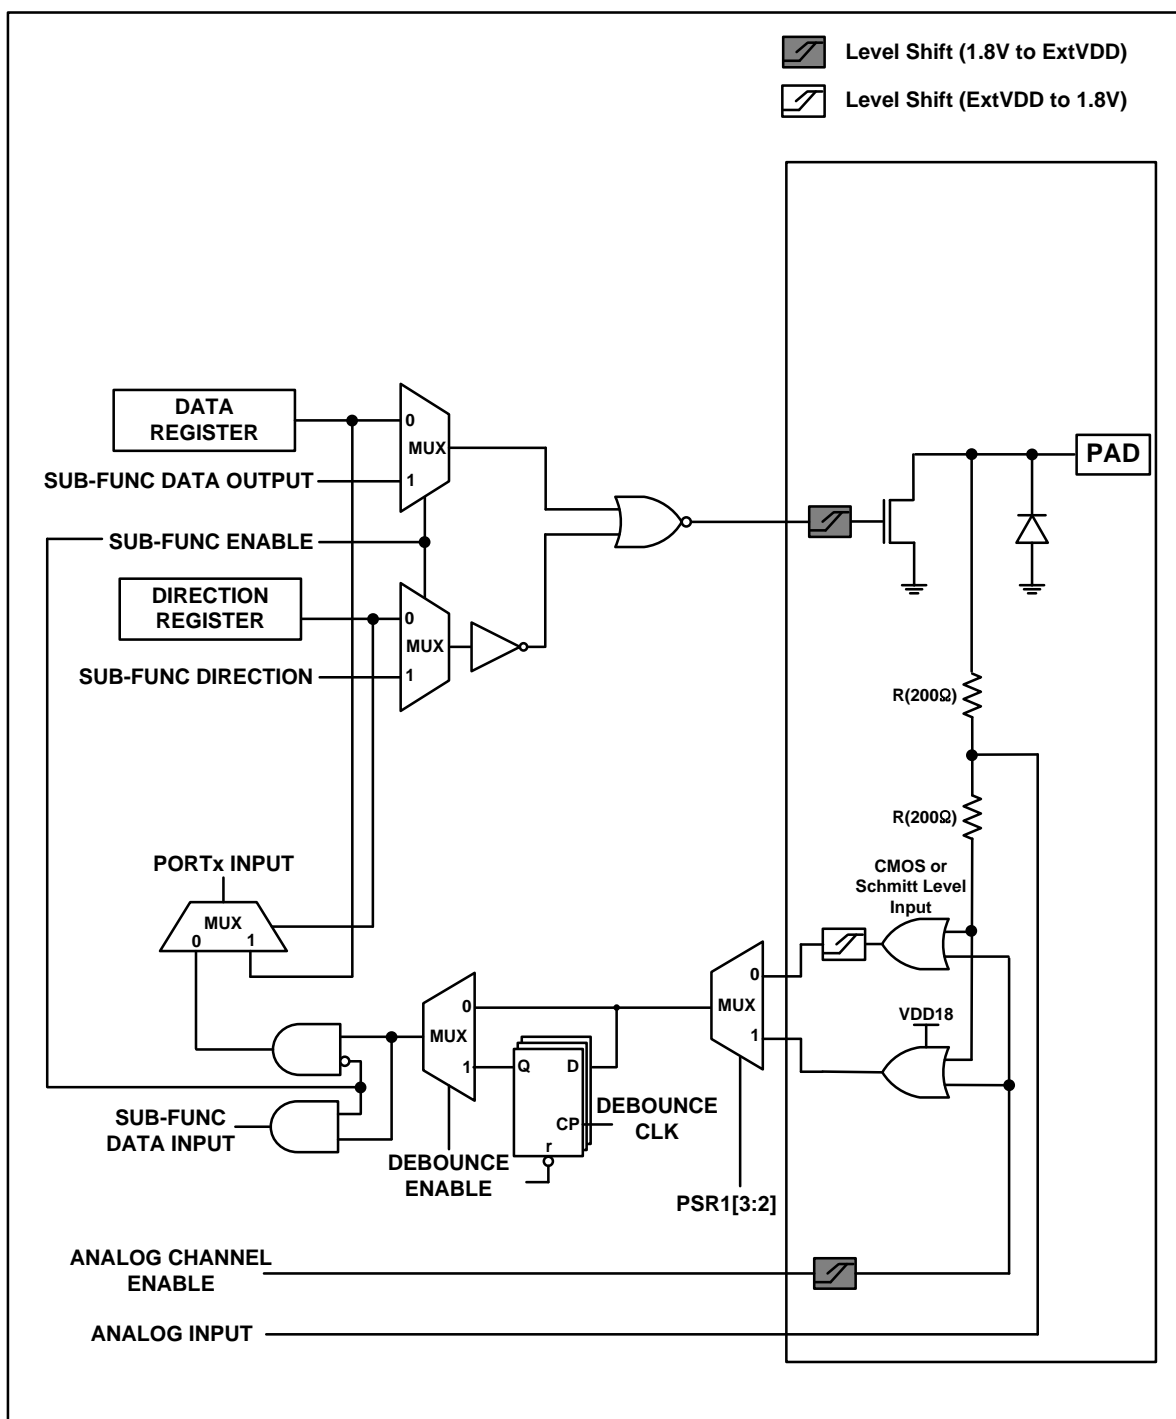 Level Shift (1.8V to ExtVDD)
Level Shift (ExtVDD to 1.8V)
DATA
REGISTER
0
MUX
1
SUB-FUNC DATA OUTPUT
PAD
SUB-FUNC ENABLE
DIRECTION
REGISTER
0
MUX
1
SUB-FUNC DIRECTION
R(200Ω)
R(200Ω)
PORTx INPUT
MUX
0
1
CMOS or
Schmitt Level
Input
0
MUX
1
VDD18
0
MUX
1
Q
D
CP
r
DEBOUNCE
CLK
SUB-FUNC
DATA INPUT
DEBOUNCE
ENABLE
PSR1[3:2]
ANALOG CHANNEL
ENABLE
ANALOG INPUT